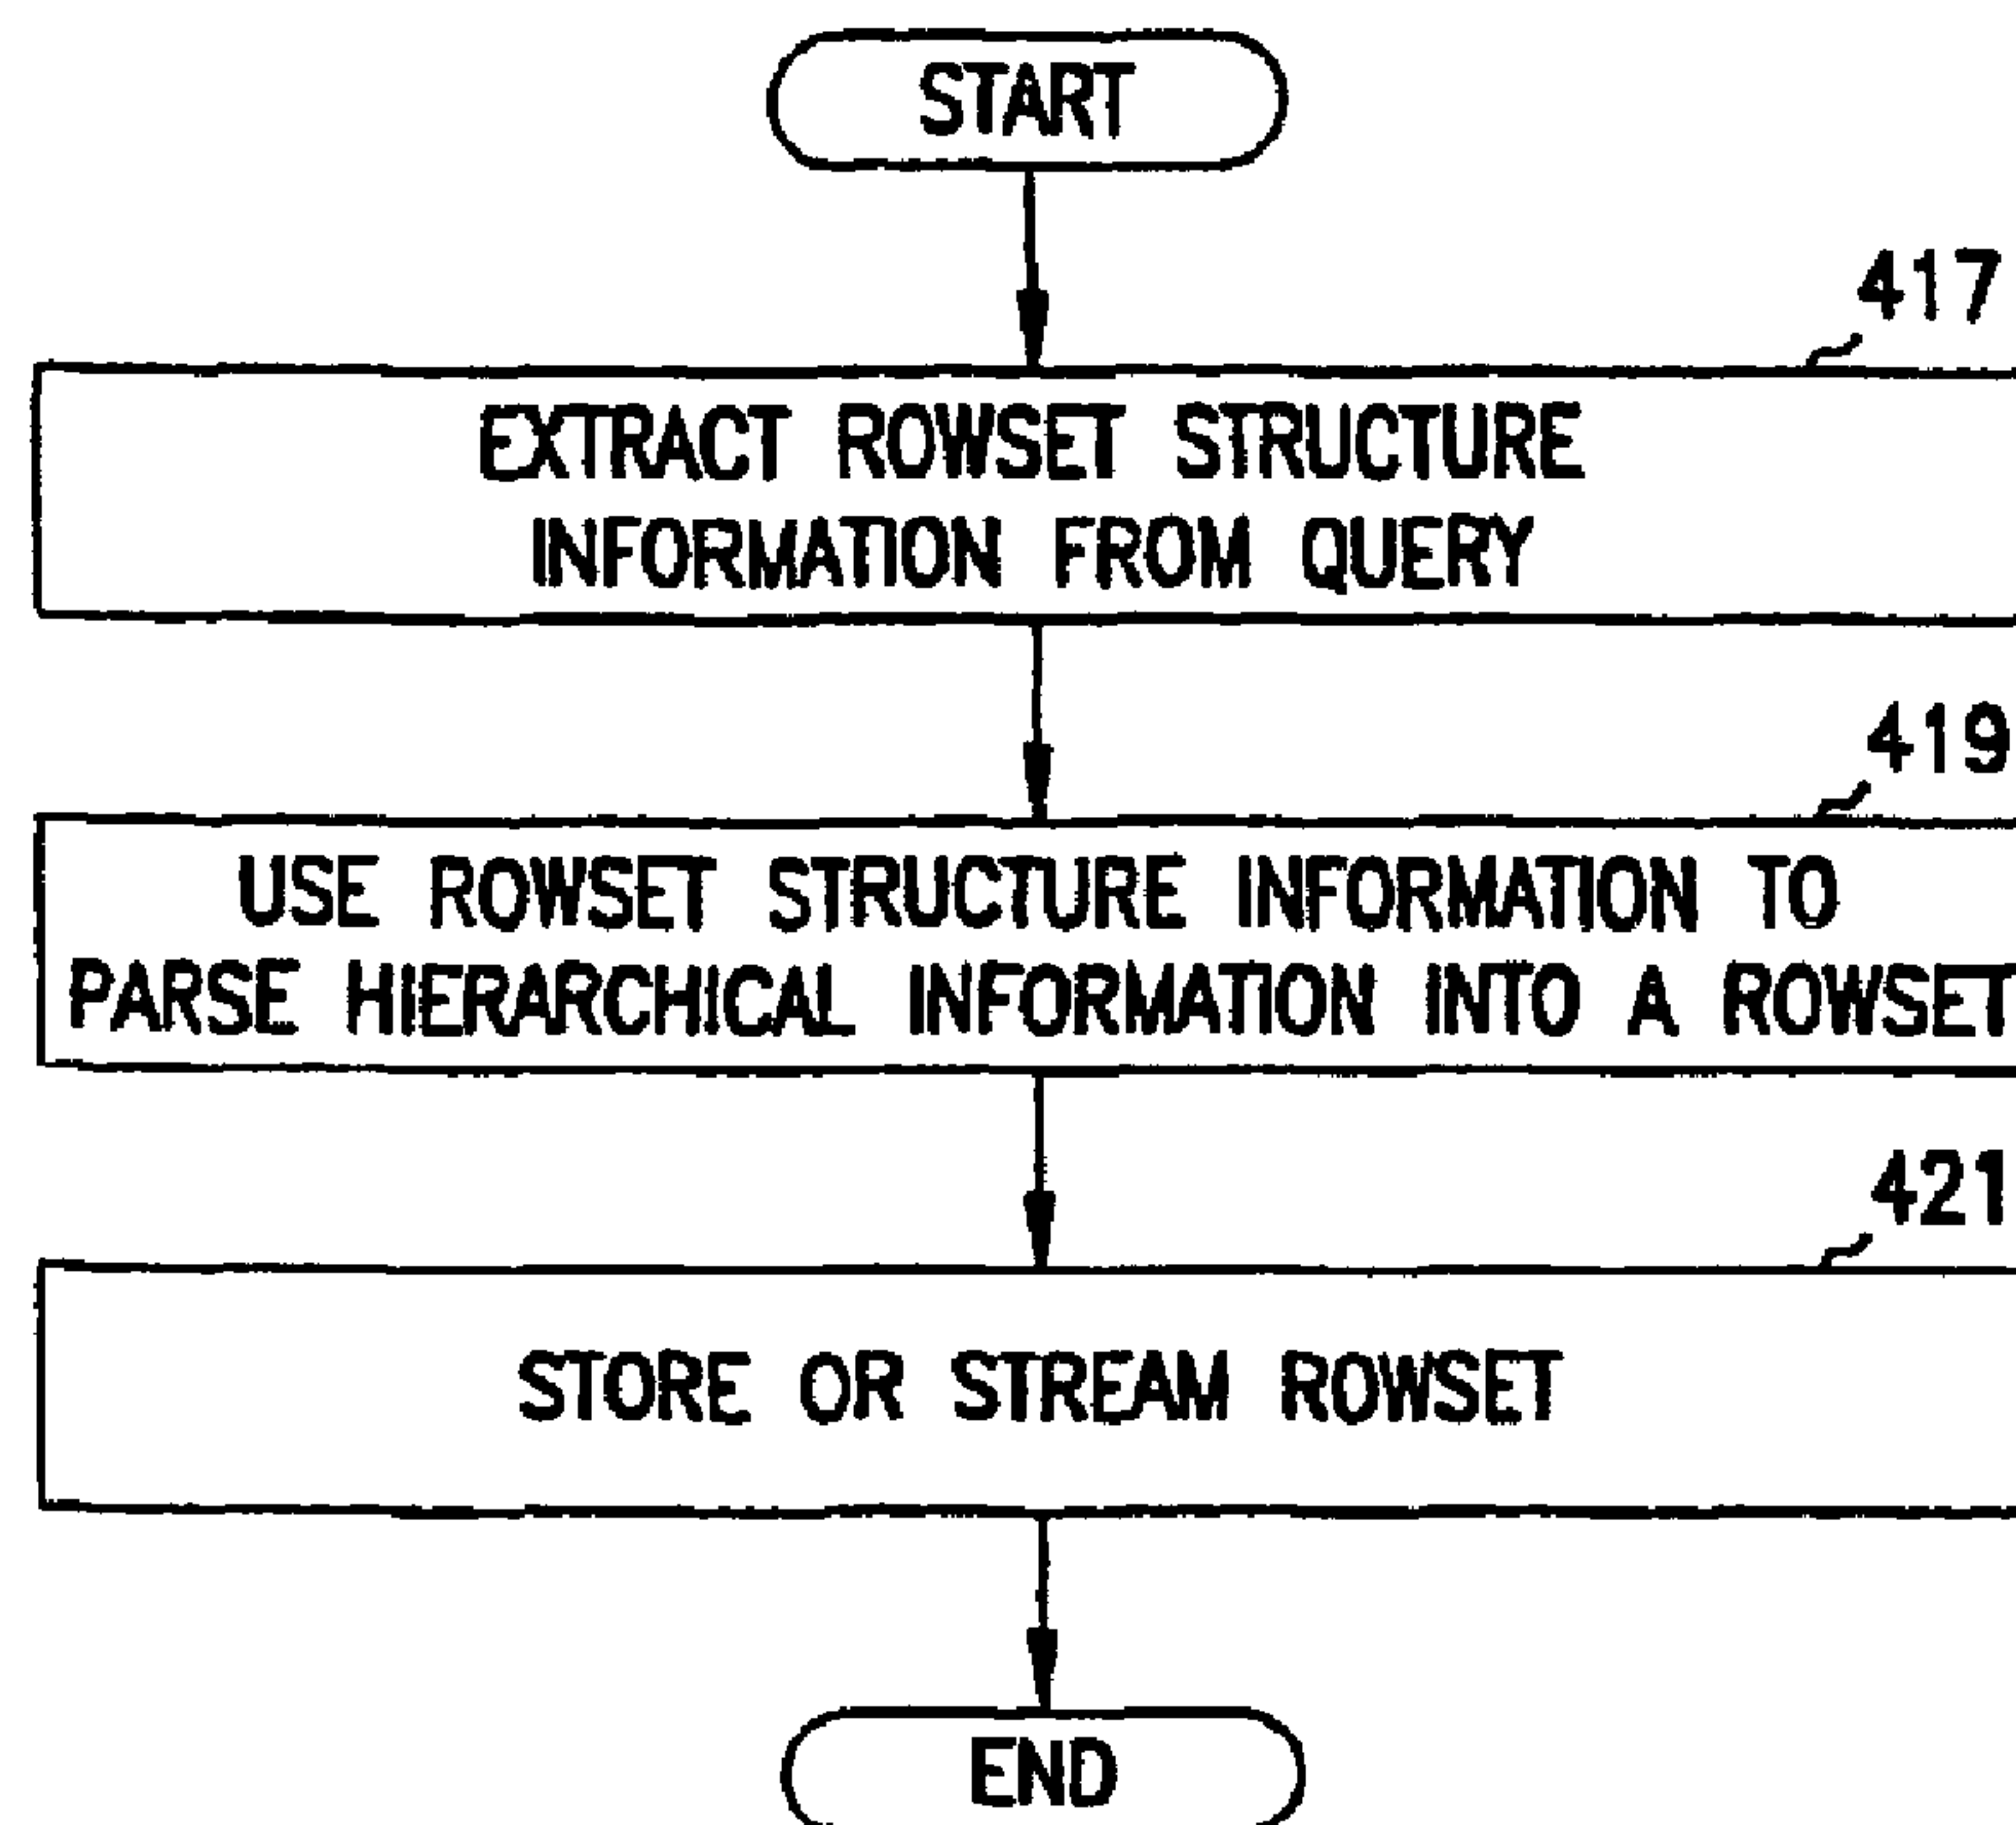 START
417
EXTRACT ROWSET STRUCTURE
INFORMATION FROM QUERY
419
USE ROWSET STRUCTURE INFORMATION TO
PARSE HIERARCHICAL INFORMATION INTO A ROWSET
421
STORE OR STREAM ROWSET
END